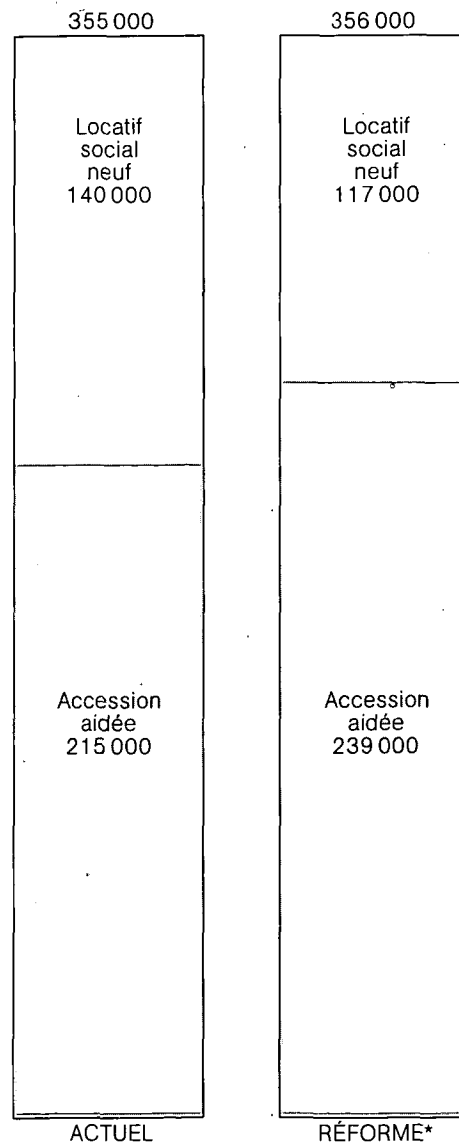 355 000
Locatif
social
neuf
140 000
Accession
aidée
215 000
ACTUEL
356 000
Locatif
social
neuf
117 000
Accession
aidée
239 000
RÉFORME*